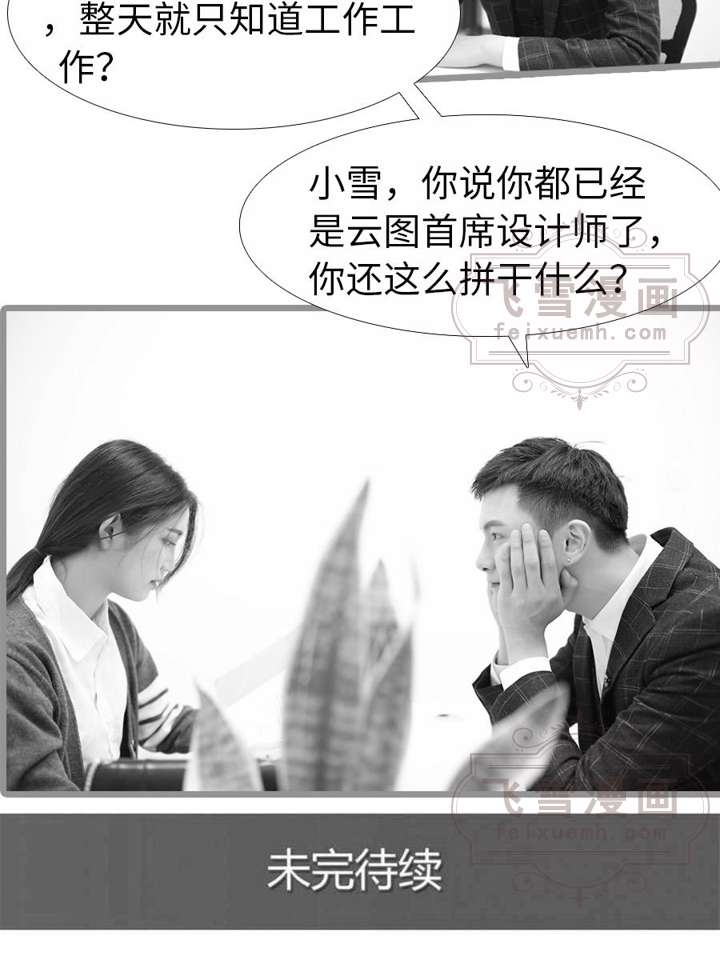 ，整天就只知道工作工
作？
小雪，你说你都已经
是云图首席设计师了，
你还这么拼干什么？
飞雪漫画
feixuemh.com
飞雪漫画
feixuemh.com
未完待续